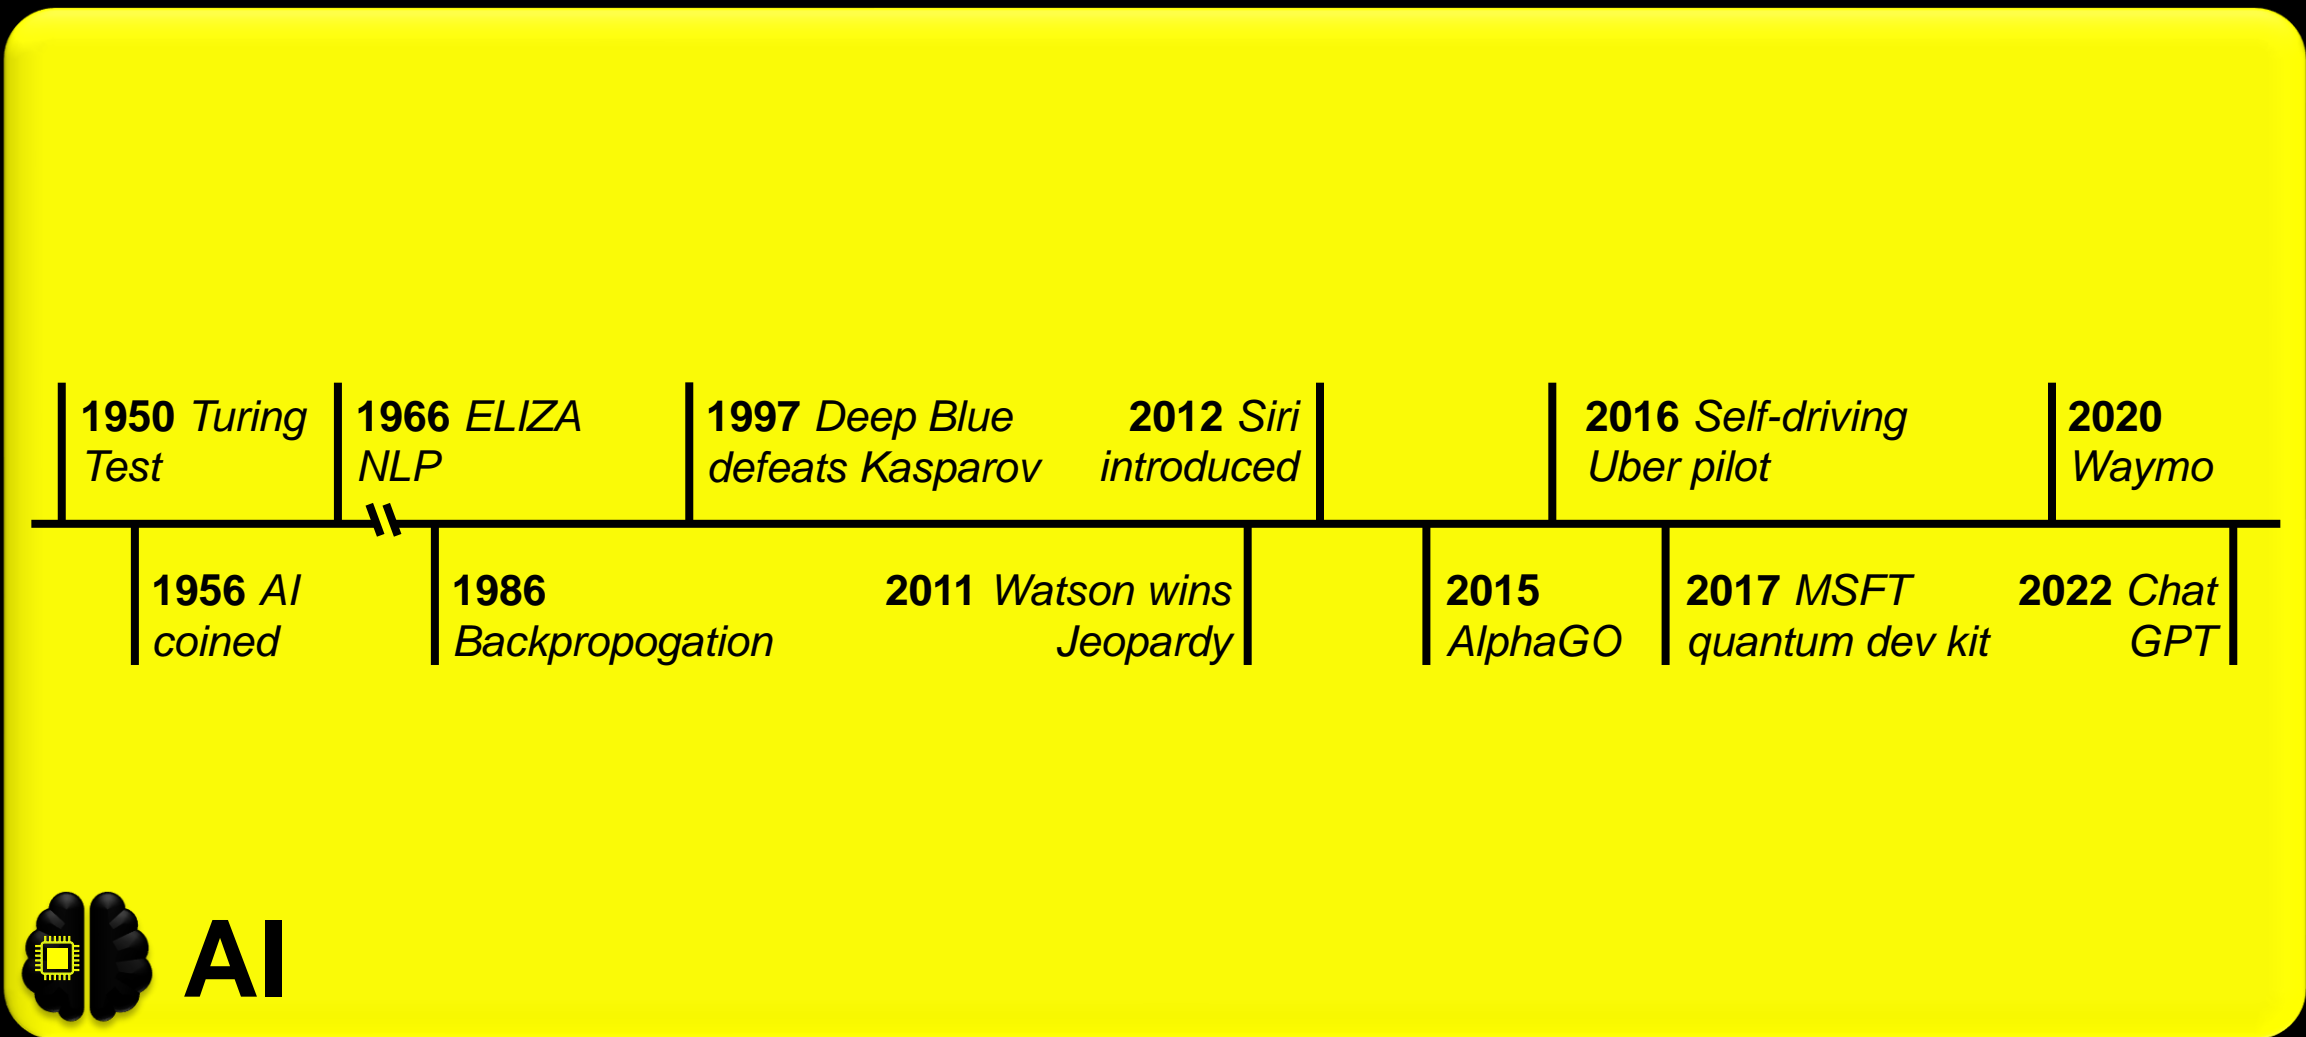 1950 Turing
Test
1966 ELIZA
NLP
1997 Deep Blue
defeats Kasparov
2012 Siri
introduced
2016 Self-driving
Uber pilot
2020
Waymo
1956 AI
coined
1986
Backpropogation
2011 Watson wins
Jeopardy
2015
AlphaGO
2017 MSFT
quantum dev kit
2022 Chat
GPT
AI